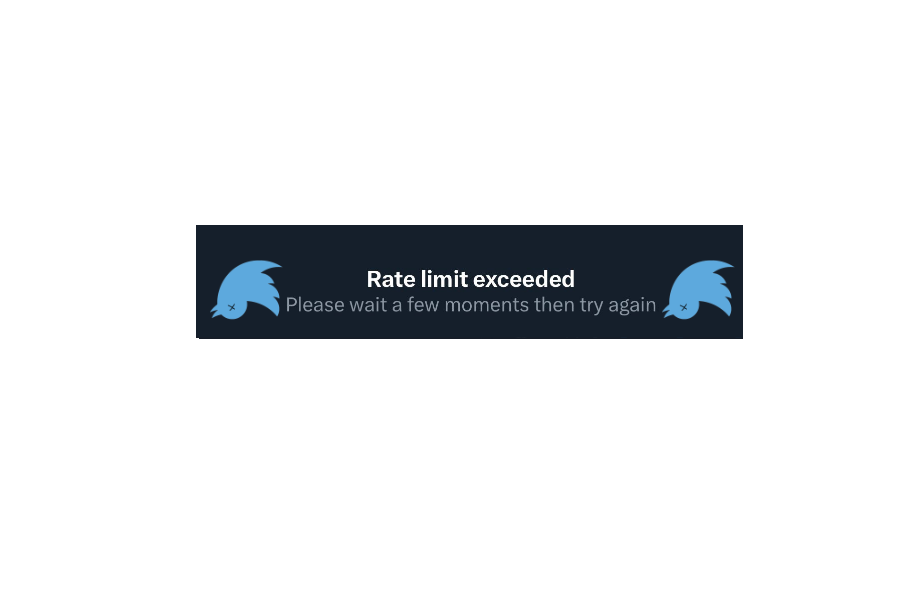 Rate limit exceeded
Please wait a few moments then try again